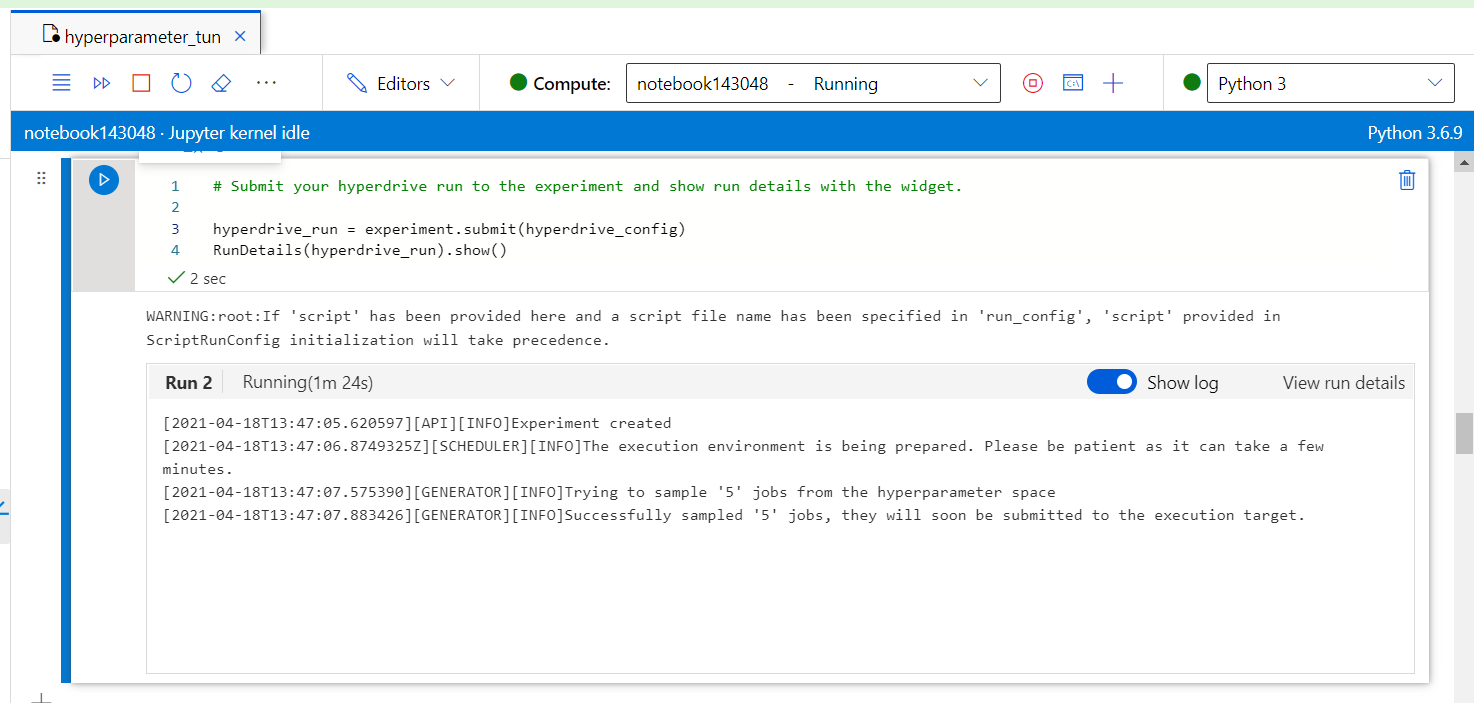 hyperparameter_tun
Editors
Compute: notebook143048 - Running
Python 3
notebook143048 · Jupyter kernel idle
Python 3.6.9
1 # Submit your hyperdrive run to the experiment and show run details with the widget.
2
3 hyperdrive_run = experiment.submit(hyperdrive_config)
4 RunDetails(hyperdrive_run).show()
2 sec
WARNING:root:If 'script' has been provided here and a script file name has been specified in 'run_config', 'script' provided in
ScriptRunConfig initialization will take precedence.
Run 2 Running(1m 24s) Show log View run details
[2021-04-18T13:47:05.620597][API][INFO]Experiment created
[2021-04-18T13:47:06.8749325Z][SCHEDULER][INFO]The execution environment is being prepared. Please be patient as it can take a few
minutes.
[2021-04-18T13:47:07.575390][GENERATOR][INFO]Trying to sample '5' jobs from the hyperparameter space
[2021-04-18T13:47:07.883426][GENERATOR][INFO]Successfully sampled '5' jobs, they will soon be submitted to the execution target.